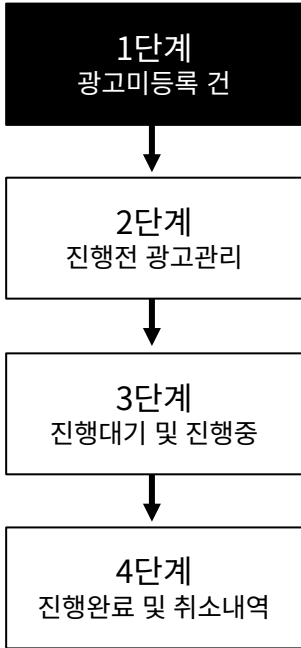 1단계
광고미등록 건
2단계
진행전 광고관리
3단계
진행대기 및 진행중
4단계
진행완료 및 취소내역